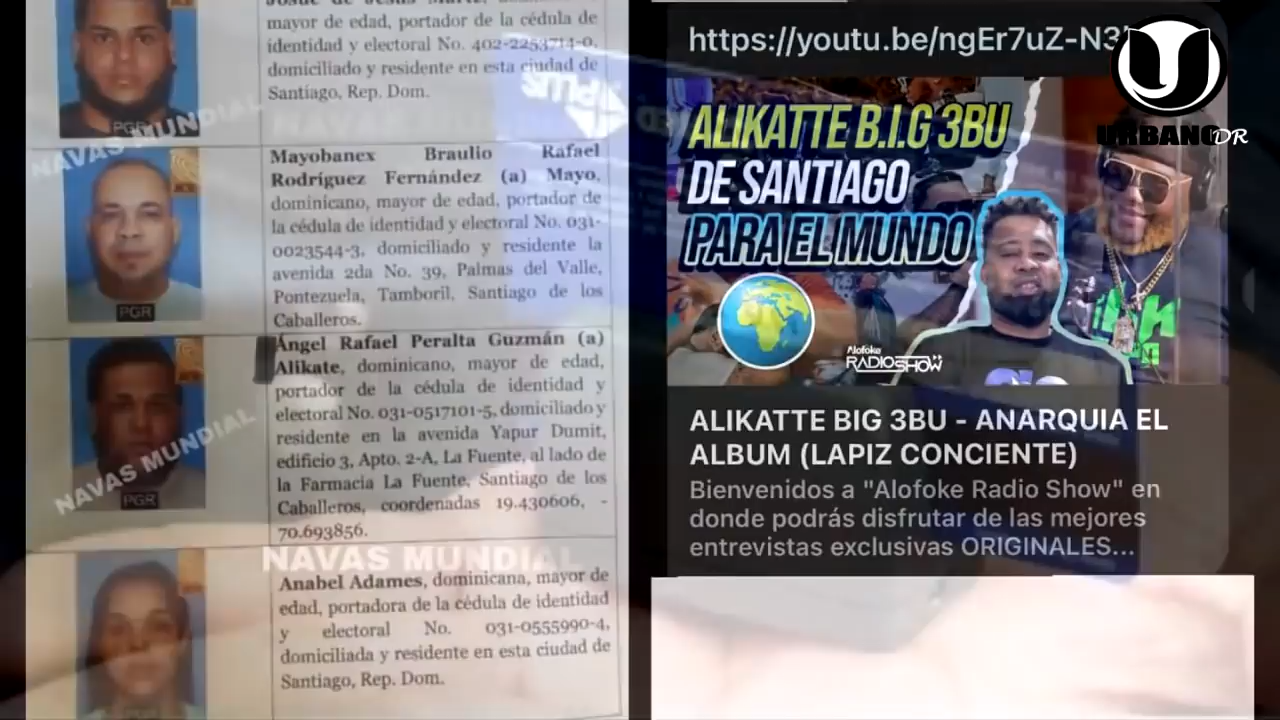 mayor de edad, portador de la cédula de
identidad y electoral No. 402-2253714-0,
domiciliado y residente en esta ciudad de
Santiago, Rep. Dom.
PGR
NAVAS MUNDIAL
Mayobanex Braulio Rafael
Rodríguez Fernández (a) Mayo,
dominicano, mayor de edad, portador de
la cédula de identidad y electoral No. 031-
0023544-3, domiciliado y residente la
avenida 2da No. 39, Palmas del Valle,
Pontezuela, Tamboril, Santiago de los
Caballeros.
PGR
Ángel Rafael Peralta Guzmán (a)
Alikate, dominicano, mayor de edad,
portador de la cédula de identidad y
electoral No. 031-0517101-5, domiciliado y
residente en la avenida Yapur Dumit,
edificio 3, Apto. 2-A, La Fuente, al lado de
la Farmacia La Fuente, Santiago de los
Caballeros, coordenadas 19.430606, -
70.693856.
NAVAS MUNDIAL
PGR
NAVAS MUNDIAL
Anabel Adames, dominicana, mayor de
edad, portadora de la cédula de identidad
y electoral No. 031-0555990-4,
domiciliada y residente en esta ciudad de
Santiago, Rep. Dom.
https://youtu.be/ngEr7uZ-N3
URBANO DR
ALIKATTE B.I.G 3BU
DE SANTIAGO
PARA EL MUNDO
Alofoke
RADIO SHOW
ALIKATTE BIG 3BU - ANARQUIA EL
ALBUM (LAPIZ CONCIENTE)
Bienvenidos a "Alofoke Radio Show" en
donde podrás disfrutar de las mejores
entrevistas exclusivas ORIGINALES...